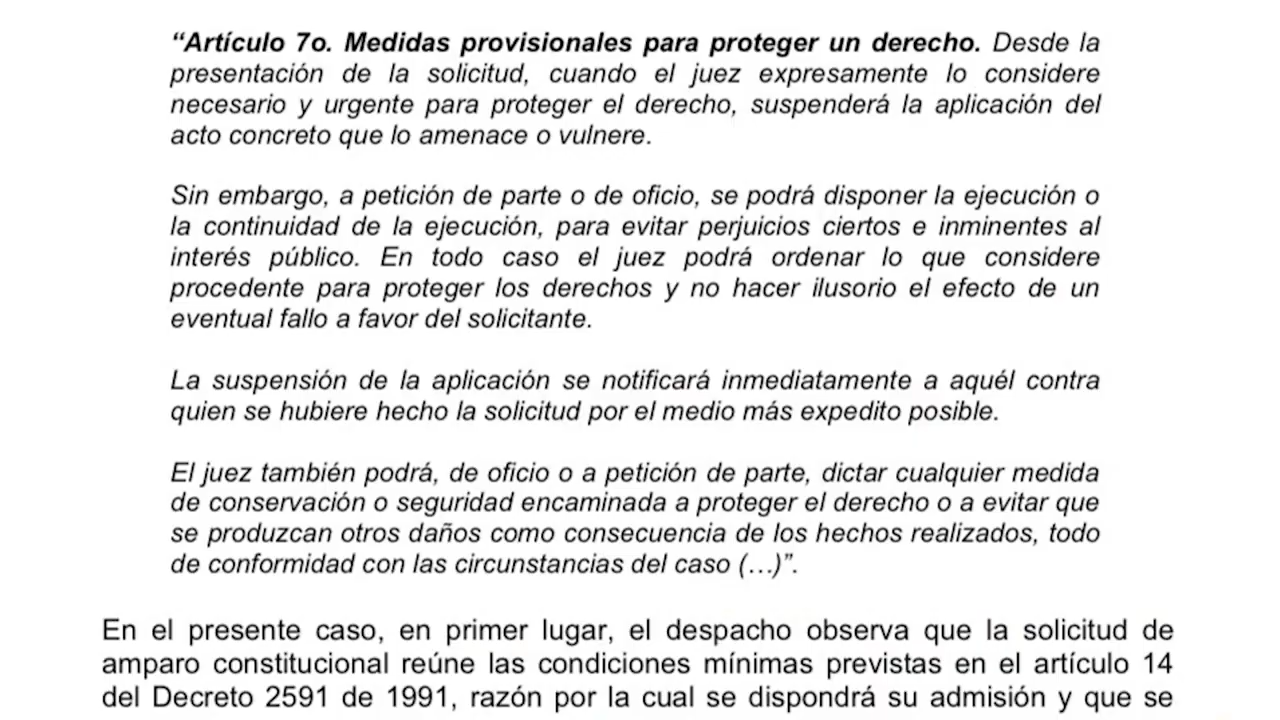 “Artículo 7o. Medidas provisionales para proteger un derecho. Desde la
presentación de la solicitud, cuando el juez expresamente lo considere
necesario y urgente para proteger el derecho, suspenderá la aplicación del
acto concreto que lo amenace o vulnere.
Sin embargo, a petición de parte o de oficio, se podrá disponer la ejecución o
la continuidad de la ejecución, para evitar perjuicios ciertos e inminentes al
interés público. En todo caso el juez podrá ordenar lo que considere
procedente para proteger los derechos y no hacer ilusorio el efecto de un
eventual fallo a favor del solicitante.
La suspensión de la aplicación se notificará inmediatamente a aquél contra
quien se hubiere hecho la solicitud por el medio más expedito posible.
El juez también podrá, de oficio o a petición de parte, dictar cualquier medida
de conservación o seguridad encaminada a proteger el derecho o a evitar que
se produzcan otros daños como consecuencia de los hechos realizados, todo
de conformidad con las circunstancias del caso (…)”.
En el presente caso, en primer lugar, el despacho observa que la solicitud de
amparo constitucional reúne las condiciones mínimas previstas en el artículo 14
del Decreto 2591 de 1991, razón por la cual se dispondrá su admisión y que se